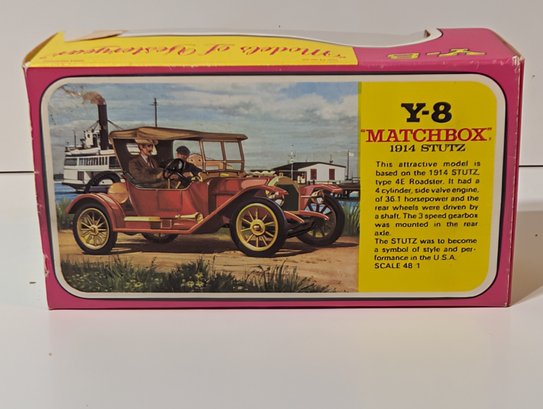 "Models of Yesteryear"
Y-8
Y-8
"MATCHBOX"
1914 STUTZ
This attractive model is
based on the 1914 STUTZ,
type 4E Roadster. It had a
4 cylinder, side valve engine,
of 36.1 horsepower and the
rear wheels were driven by
a shaft. The 3 speed gearbox
was mounted in the rear
axle.
The STUTZ was to become
a symbol of style and per-
formance in the U.S.A.
SCALE 48 1